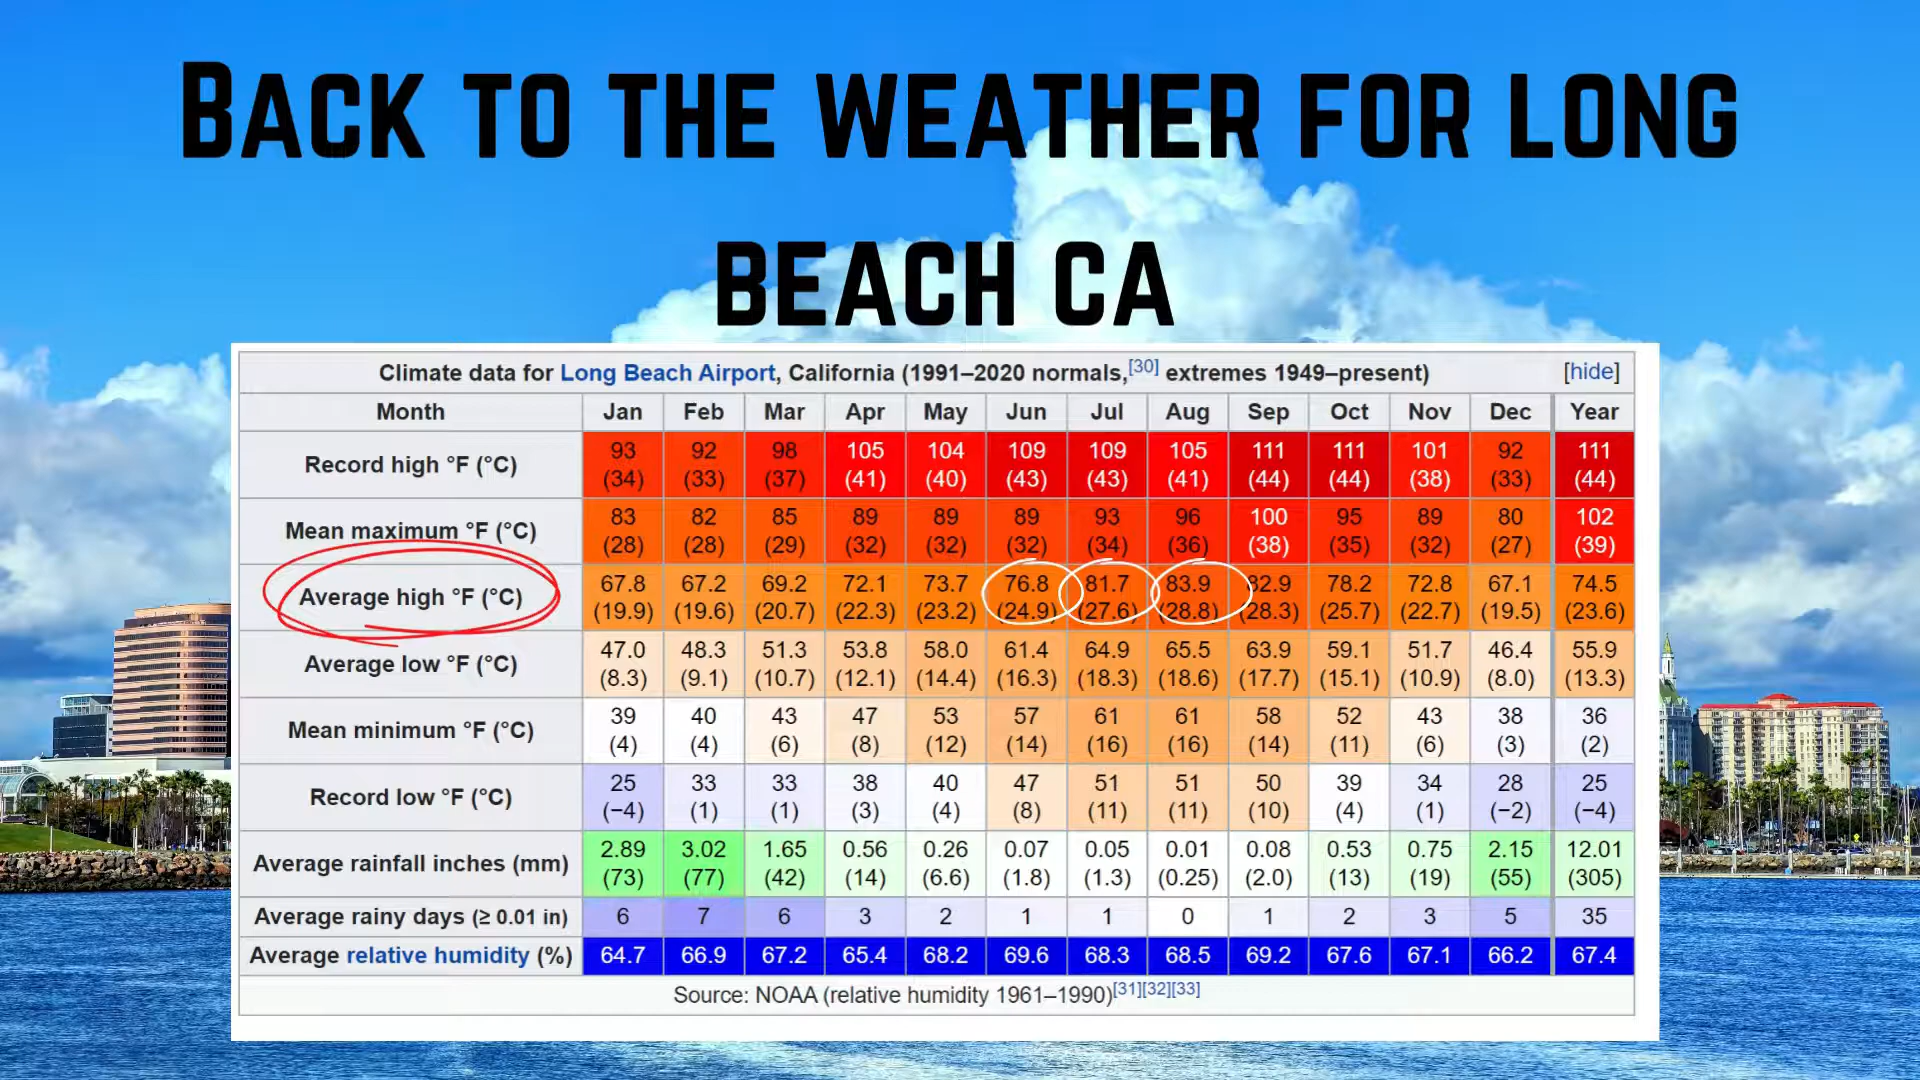 BACK TO THE WEATHER FOR LONG
BEACH CA
Climate data for Long Beach Airport, California (1991–2020 normals,[30] extremes 1949–present) [hide]
Month Jan Feb Mar Apr May Jun Jul Aug Sep Oct Nov Dec Year
Record high °F (°C) 93 (34) 92 (33) 98 (37) 105 (41) 104 (40) 109 (43) 109 (43) 105 (41) 111 (44) 111 (44) 101 (38) 92 (33) 111 (44)
Mean maximum °F (°C) 83 (28) 82 (28) 85 (29) 89 (32) 89 (32) 89 (32) 93 (34) 96 (36) 100 (38) 95 (35) 89 (32) 80 (27) 102 (39)
Average high °F (°C) 67.8 (19.9) 67.2 (19.6) 69.2 (20.7) 72.1 (22.3) 73.7 (23.2) 76.8 (24.9) 81.7 (27.6) 83.9 (28.8) 82.9 (28.3) 78.2 (25.7) 72.8 (22.7) 67.1 (19.5) 74.5 (23.6)
Average low °F (°C) 47.0 (8.3) 48.3 (9.1) 51.3 (10.7) 53.8 (12.1) 58.0 (14.4) 61.4 (16.3) 64.9 (18.3) 65.5 (18.6) 63.9 (17.7) 59.1 (15.1) 51.7 (10.9) 46.4 (8.0) 55.9 (13.3)
Mean minimum °F (°C) 39 (4) 40 (4) 43 (6) 47 (8) 53 (12) 57 (14) 61 (16) 61 (16) 58 (14) 52 (11) 43 (6) 38 (3) 36 (2)
Record low °F (°C) 25 (−4) 33 (1) 33 (1) 38 (3) 40 (4) 47 (8) 51 (11) 51 (11) 50 (10) 39 (4) 34 (1) 28 (−2) 25 (−4)
Average rainfall inches (mm) 2.89 (73) 3.02 (77) 1.65 (42) 0.56 (14) 0.26 (6.6) 0.07 (1.8) 0.05 (1.3) 0.01 (0.25) 0.08 (2.0) 0.53 (13) 0.75 (19) 2.15 (55) 12.01 (305)
Average rainy days (≥ 0.01 in) 6 7 6 3 2 1 1 0 1 2 3 5 35
Average relative humidity (%) 64.7 66.9 67.2 65.4 68.2 69.6 68.3 68.5 69.2 67.6 67.1 66.2 67.4
Source: NOAA (relative humidity 1961–1990)[31][32][33]